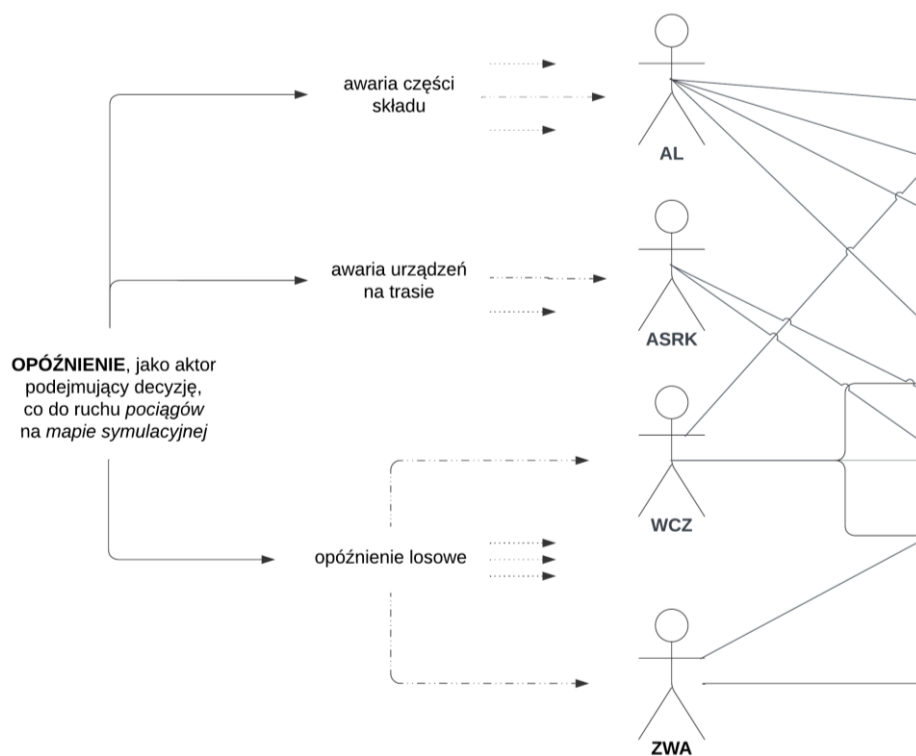 awaria części
składu
AL
awaria urządzeń
na trasie
ASRK
OPÓŹNIENIE, jako aktor
podejmujący decyzję,
co do ruchu pociągów
na mapie symulacyjnej
WCZ
opóźnienie losowe
ZWA